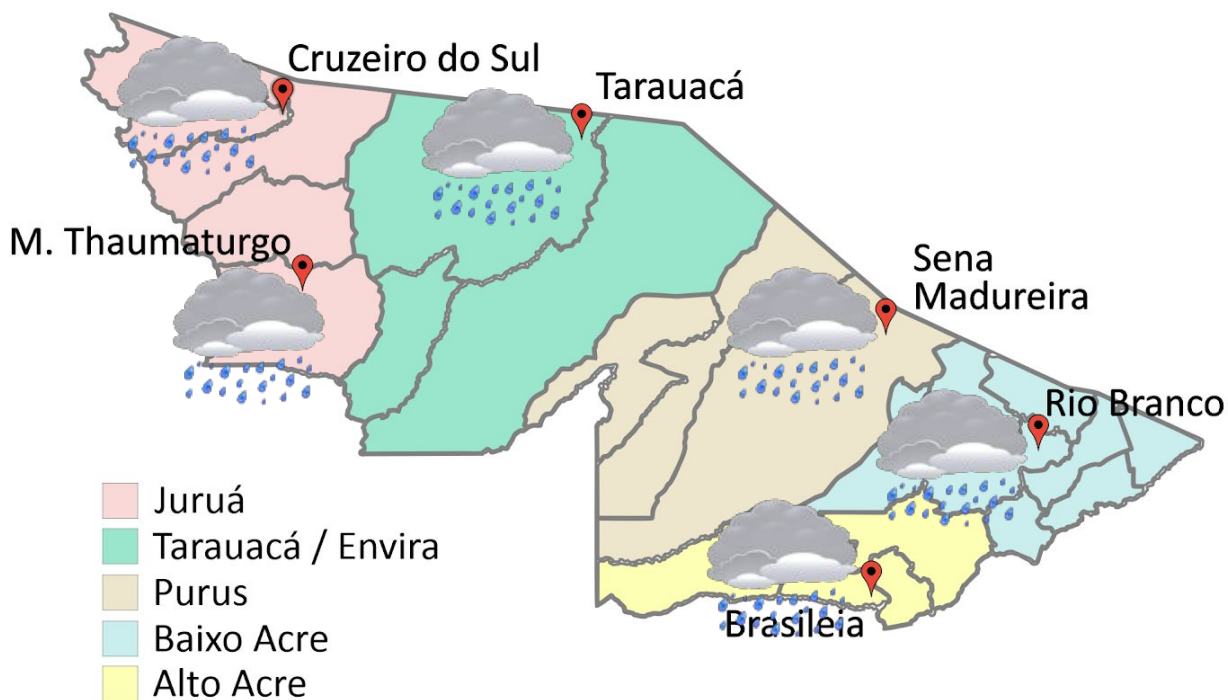 Cruzeiro do Sul
Tarauacá
M. Thaumaturgo
Sena
Madureira
Rio Branco
Brasileia
Juruá
Tarauacá / Envira
Purus
Baixo Acre
Alto Acre